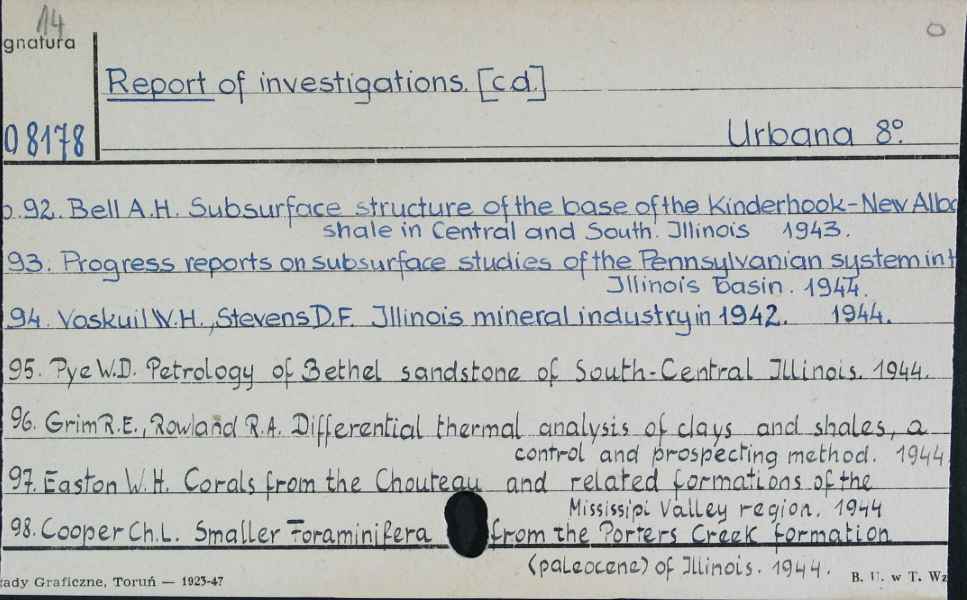 14
gnatura
Report of investigations. [c.d.]
O 8178
Urbana 8º
92. Bell A.H. Subsurface structure of the base of the Kinderhook-New Alba
shale in Central and South. Illinois 1943.
93. Progress reports on subsurface studies of the Pennsylvanian system in t
Illinois Basin. 1944.
94. Voskuil W.H., Stevens D.F. Illinois mineral industry in 1942. 1944.
95. Pye W.D. Petrology of Bethel sandstone of South-Central Illinois. 1944.
96. Grim R.E., Rowland R.A. Differential thermal analysis of clays and shales, a
control and prospecting method. 1944
97. Easton W.H. Corals from the Chouteau and related formations of the
Mississipi Valley region. 1944
98. Cooper Ch.L. Smaller Foraminifera from the Porters Creek formation
(paleocene) of Illinois. 1944.
ady Graficzne, Toruń — 1923-47
B. U. w T. Wz